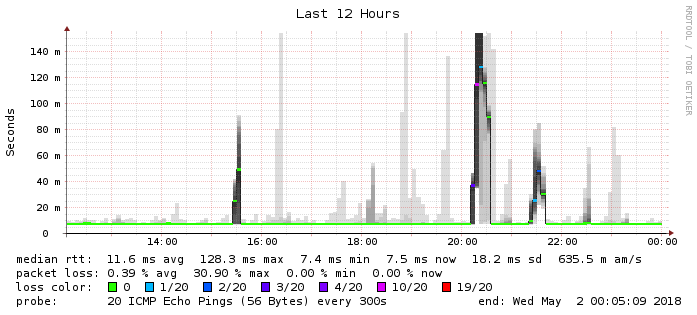 Last 12 Hours
RRDTOOL / TOBI OETIKER
Seconds
140 m
120 m
100 m
80 m
60 m
40 m
20 m
0
14:00 16:00 18:00 20:00 22:00 00:00
median rtt: 11.6 ms avg 128.3 ms max 7.4 ms min 7.5 ms now 18.2 ms sd 635.5 m am/s
packet loss: 0.39 % avg 30.90 % max 0.00 % min 0.00 % now
loss color: 0 1/20 2/20 3/20 4/20 10/20 19/20
probe: 20 ICMP Echo Pings (56 Bytes) every 300s end: Wed May 2 00:05:09 2018